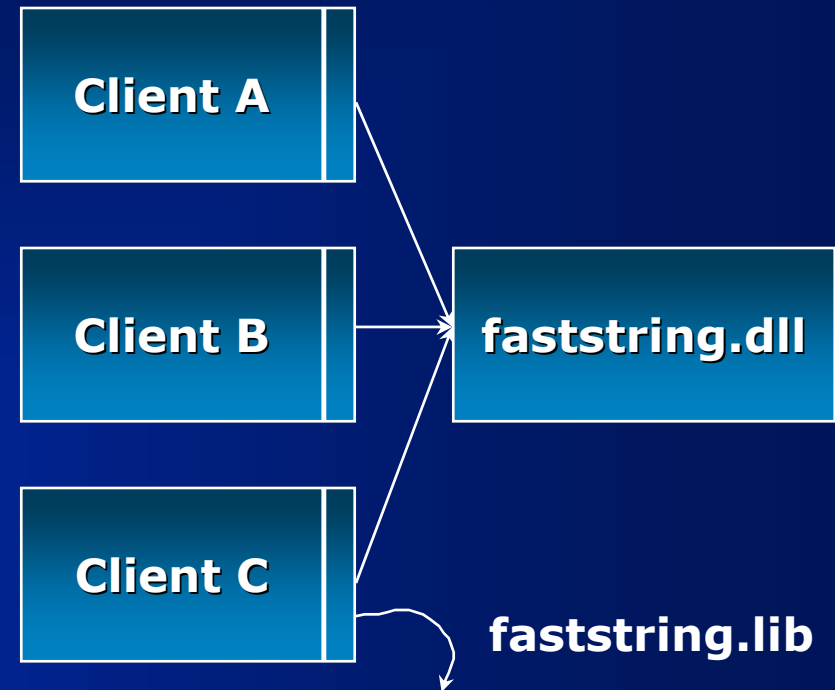 Client A
Client B
faststring.dll
Client C
faststring.lib